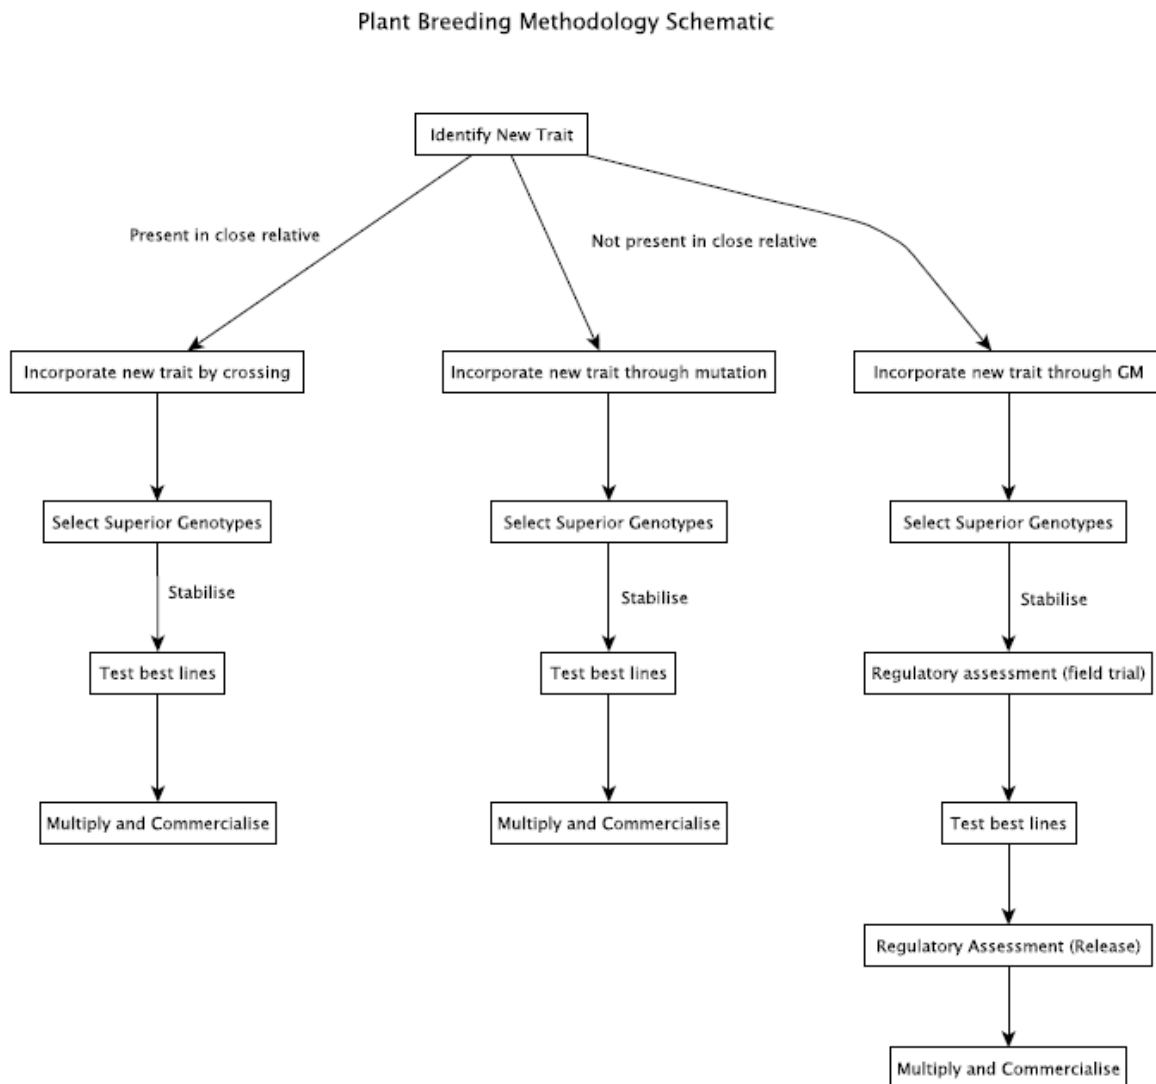 Plant Breeding Methodology Schematic
Identify New Trait
Present in close relative
Not present in close relative
Incorporate new trait by crossing
Incorporate new trait through mutation
Incorporate new trait through GM
Select Superior Genotypes
Select Superior Genotypes
Select Superior Genotypes
Stabilise
Stabilise
Stabilise
Test best lines
Test best lines
Regulatory assessment (field trial)
Multiply and Commercialise
Multiply and Commercialise
Test best lines
Regulatory Assessment (Release)
Multiply and Commercialise